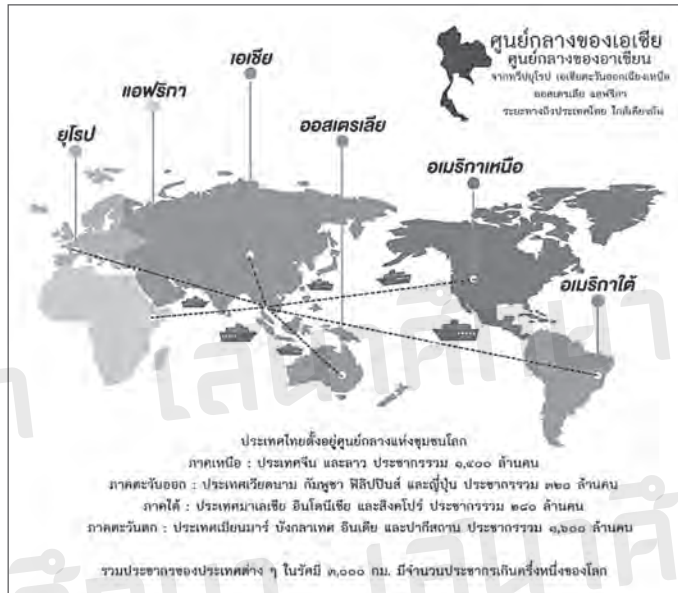 ศูนย์กลางของเอเชีย
ศูนย์กลางของอาเซียน
จากทวีปยุโรป เอเชียตะวันออกเฉียงเหนือ
ออสเตรเลีย แอฟริกา
ระยะทางถึงประเทศไทย ใกล้เคียงกัน
เอเชีย
แอฟริกา
ยุโรป
ออสเตรเลีย
อเมริกาเหนือ
อเมริกาใต้
ประเทศไทยตั้งอยู่ศูนย์กลางแห่งชุมชนโลก
ภาคเหนือ : ประเทศจีน และลาว ประชากรรวม ๑,๔๐๐ ล้านคน
ภาคตะวันออก : ประเทศเวียดนาม กัมพูชา ฟิลิปปินส์ และญี่ปุ่น ประชากรรวม ๓๒๐ ล้านคน
ภาคใต้ : ประเทศมาเลเซีย อินโดนีเซีย และสิงคโปร์ ประชากรรวม ๒๘๐ ล้านคน
ภาคตะวันตก : ประเทศเมียนมาร์ บังกลาเทศ อินเดีย และปากีสถาน ประชากรรวม ๑,๖๐๐ ล้านคน
รวมประชากรของประเทศต่าง ๆ ในรัศมี ๓,๐๐๐ กม. มีจำนวนประชากรเกินครึ่งหนึ่งของโลก